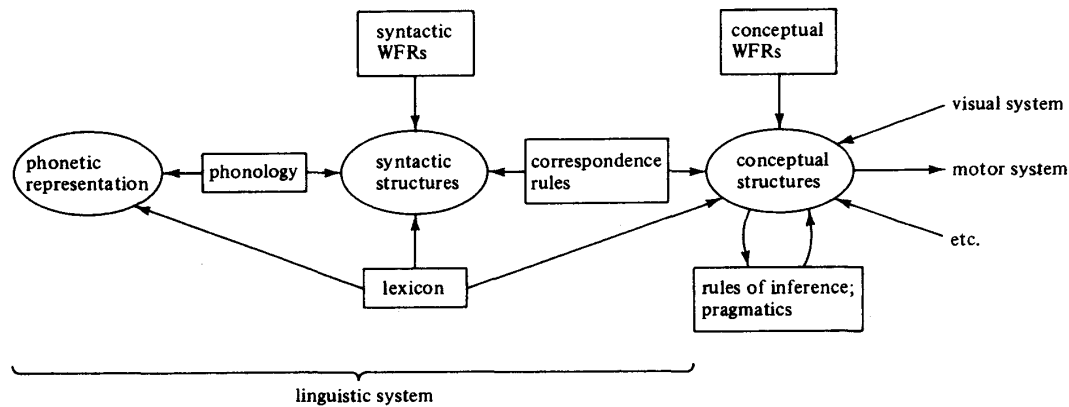 syntactic
WFRs
conceptual
WFRs
visual system
phonetic
representation
phonology
syntactic
structures
correspondence
rules
conceptual
structures
motor system
etc.
lexicon
rules of inference;
pragmatics
linguistic system